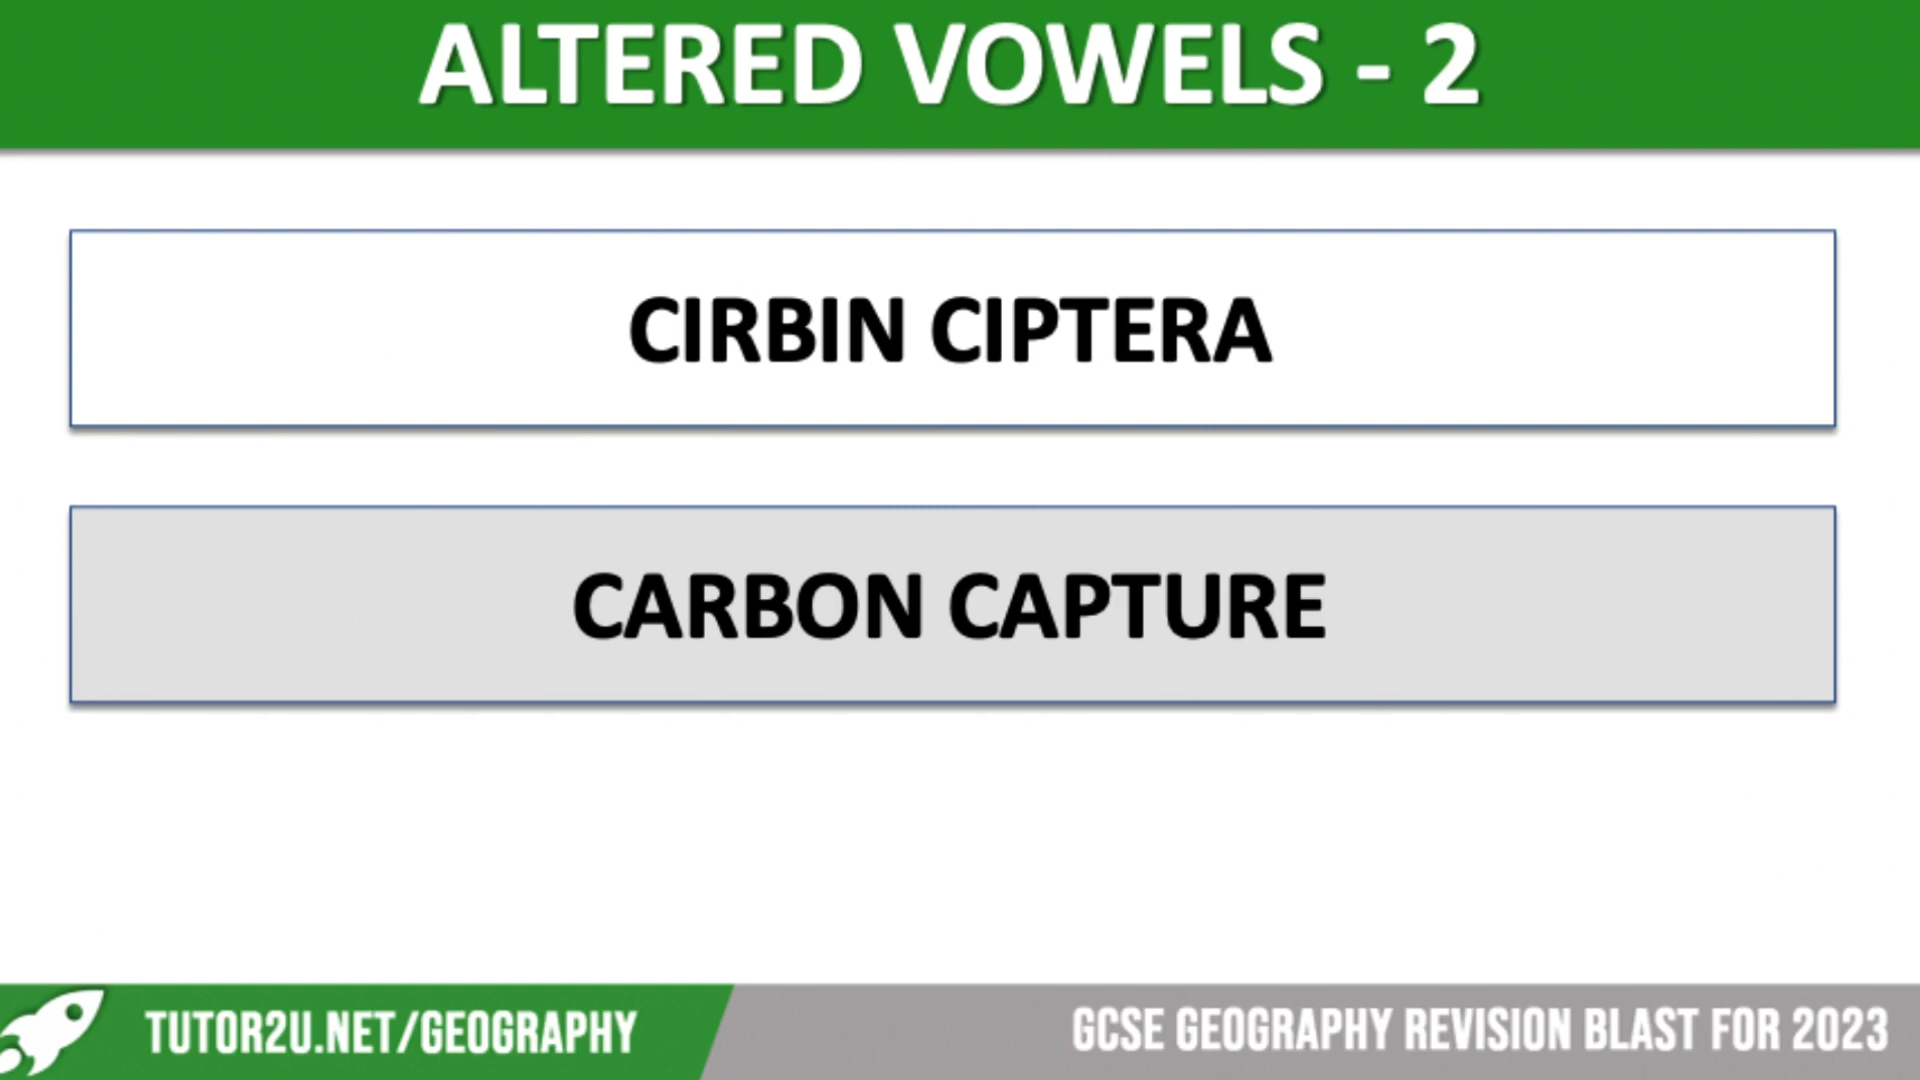 ALTERED VOWELS - 2
CIRBIN CIPTERA
CARBON CAPTURE
TUTOR2U.NET/GEOGRAPHY
GCSE GEOGRAPHY REVISION BLAST FOR 2023